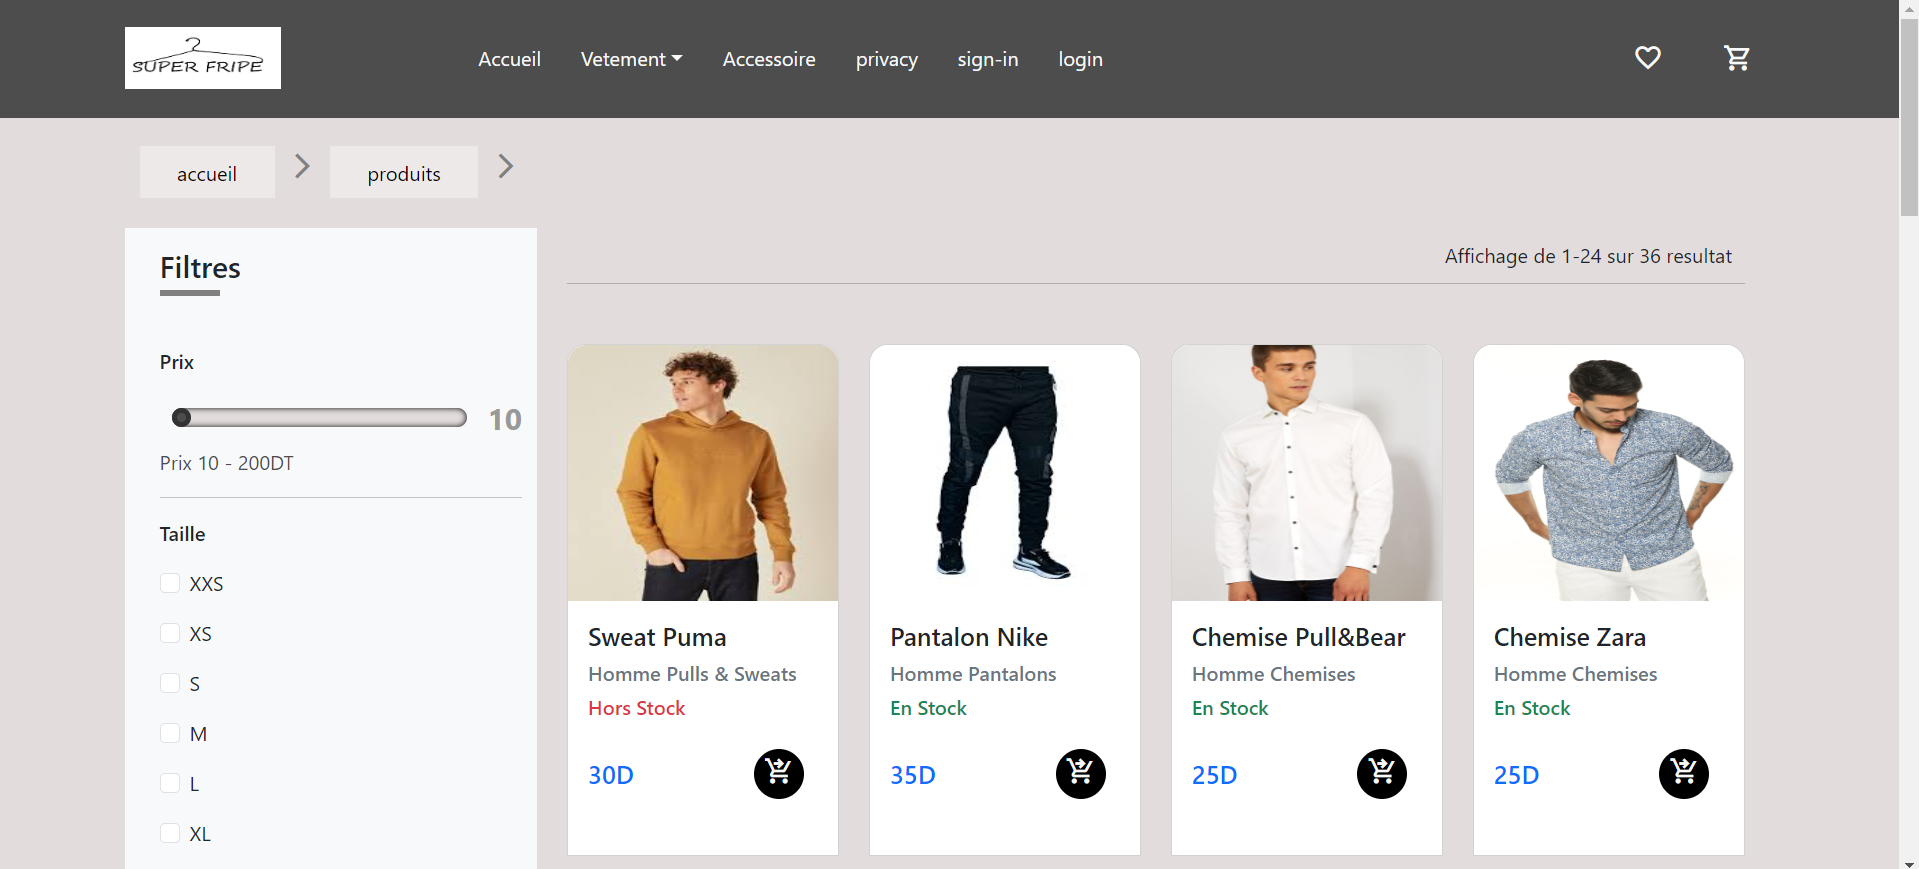 SUPER FRIPE
Accueil Vetement Accessoire privacy sign-in login
accueil produits
Filtres
Affichage de 1-24 sur 36 resultat
Prix
10
Prix 10 - 200DT
Taille
XXS
XS
S
M
L
XL
Sweat Puma
Homme Pulls & Sweats
Hors Stock
30D
Pantalon Nike
Homme Pantalons
En Stock
35D
Chemise Pull&Bear
Homme Chemises
En Stock
25D
Chemise Zara
Homme Chemises
En Stock
25D